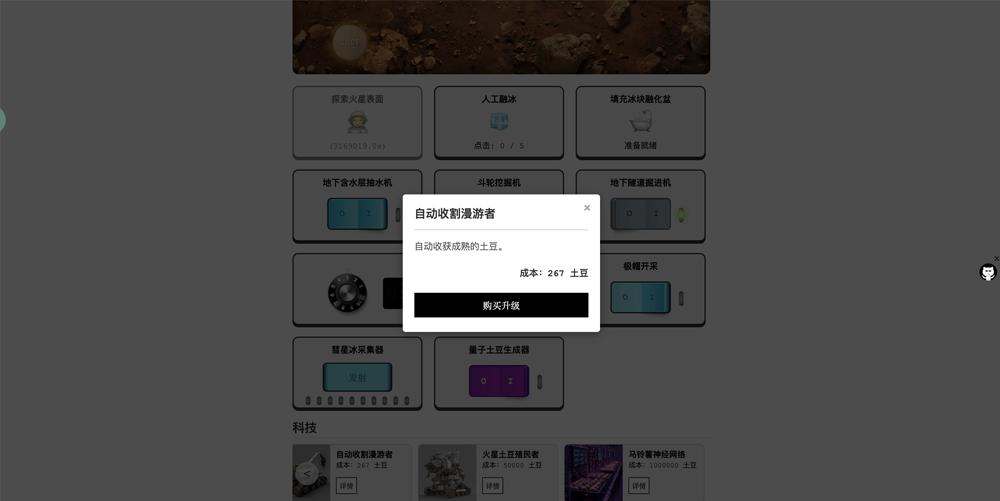 探索火星表面
(3169019.0s)
人工融冰
点击: 0 / 5
填充冰块融化盆
准备就绪
地下含水层抽水机
O I
斗轮挖掘机
地下隧道掘进机
O I
自动收割漫游者
×
自动收获成熟的土豆。
成本: 267 土豆
购买升级
极帽开采
O I
彗星冰采集器
发射
量子土豆生成器
O I
科技
<
自动收割漫游者
成本: 267 土豆
详情
火星土豆殖民者
成本: 50000 土豆
详情
马铃薯神经网络
成本: 1000000 土豆
详情
x